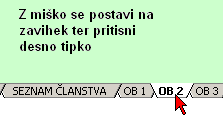 Z miško se postavi na
zavihek ter pritisni
desno tipko
SEZNAM ČLANSTVA OB 1 OB 2 OB 3